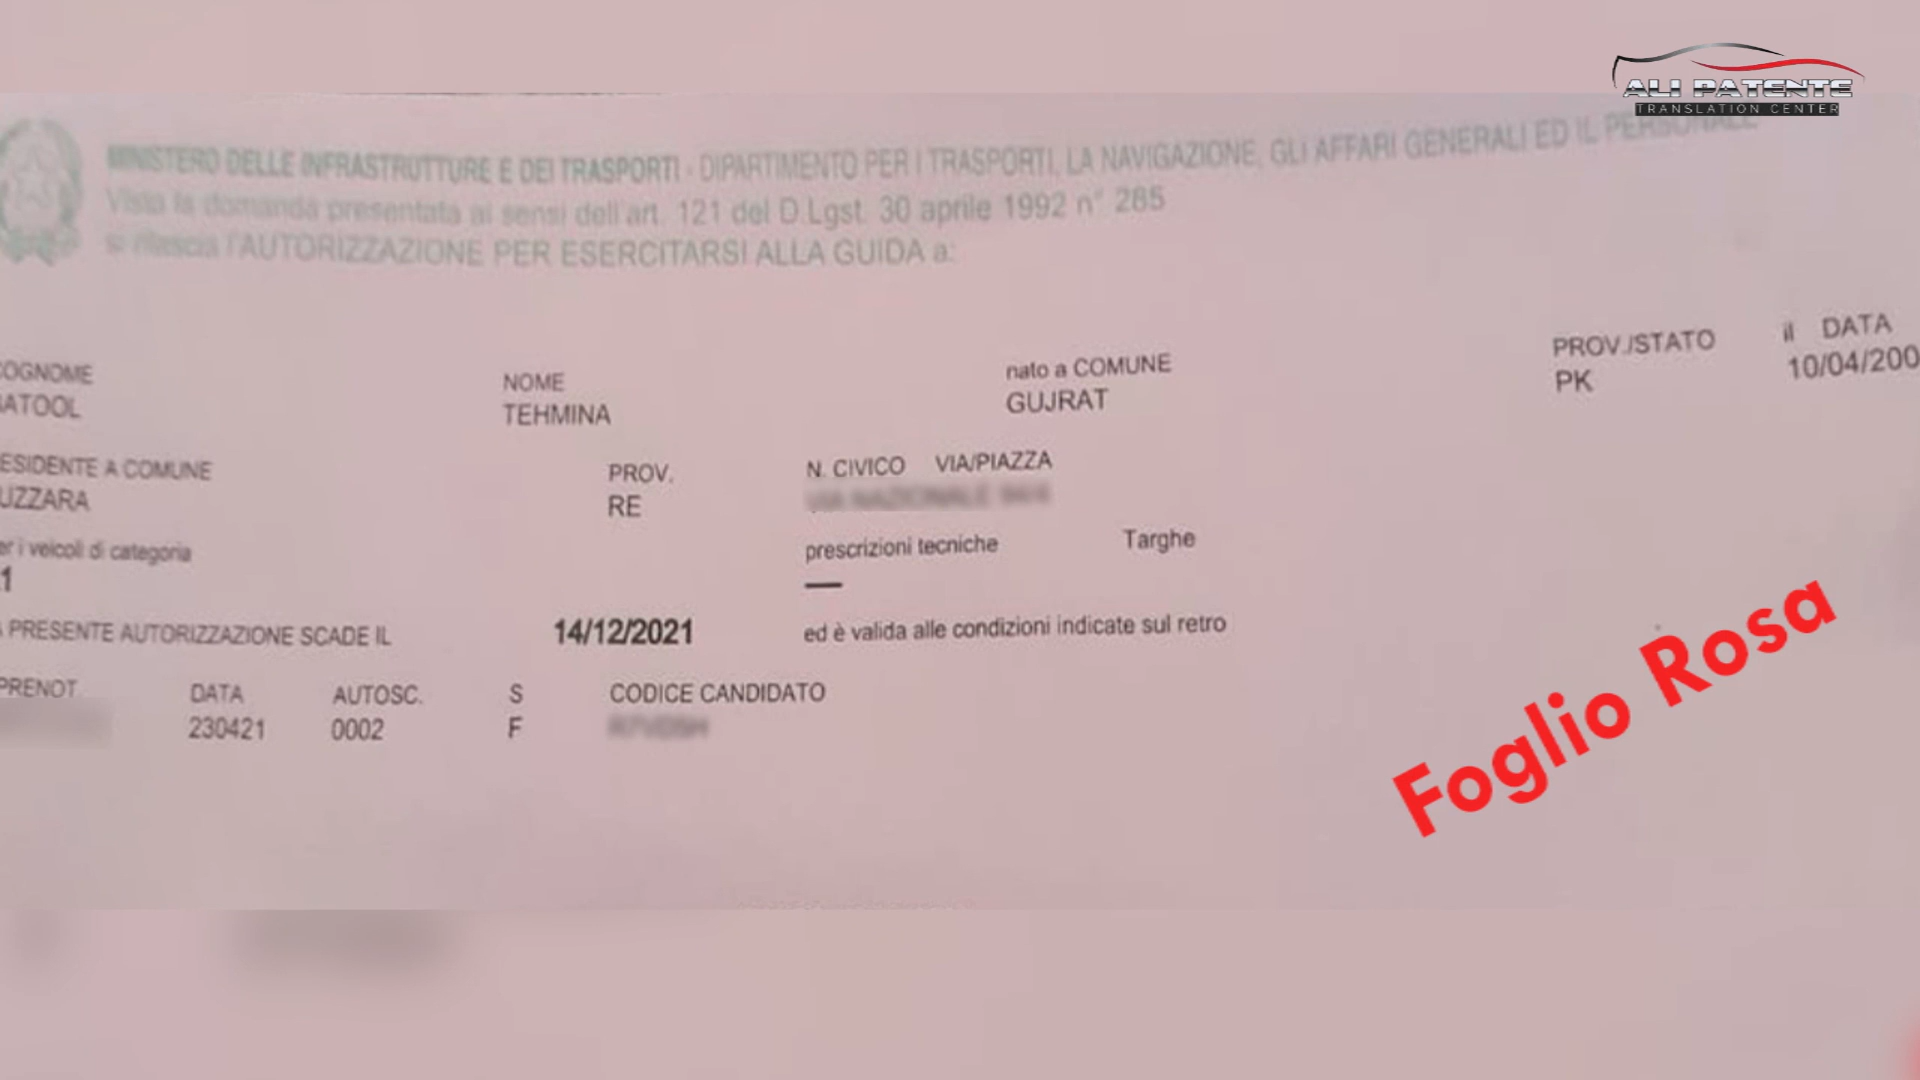 ALI PATENTE
TRANSLATION CENTER
MINISTERO DELLE INFRASTRUTTURE E DEI TRASPORTI - DIPARTIMENTO PER I TRASPORTI, LA NAVIGAZIONE, GLI AFFARI GENERALI ED IL PERSONALE
Vista la domanda presentata ai sensi dell'art. 121 del D.Lgst. 30 aprile 1992 n° 285
si rilascia l'AUTORIZZAZIONE PER ESERCITARSI ALLA GUIDA a:
OGNOME NOME nato a COMUNE PROV./STATO il DATA
ATOOL TEHMINA GUJRAT PK 10/04/200
ESIDENTE A COMUNE PROV. N. CIVICO VIA/PIAZZA
UZZARA RE
er i veicoli di categoria prescrizioni tecniche Targhe
1 —
PRESENTE AUTORIZZAZIONE SCADE IL 14/12/2021 ed è valida alle condizioni indicate sul retro
PRENOT. DATA AUTOSC. S CODICE CANDIDATO
230421 0002 F
Foglio Rosa